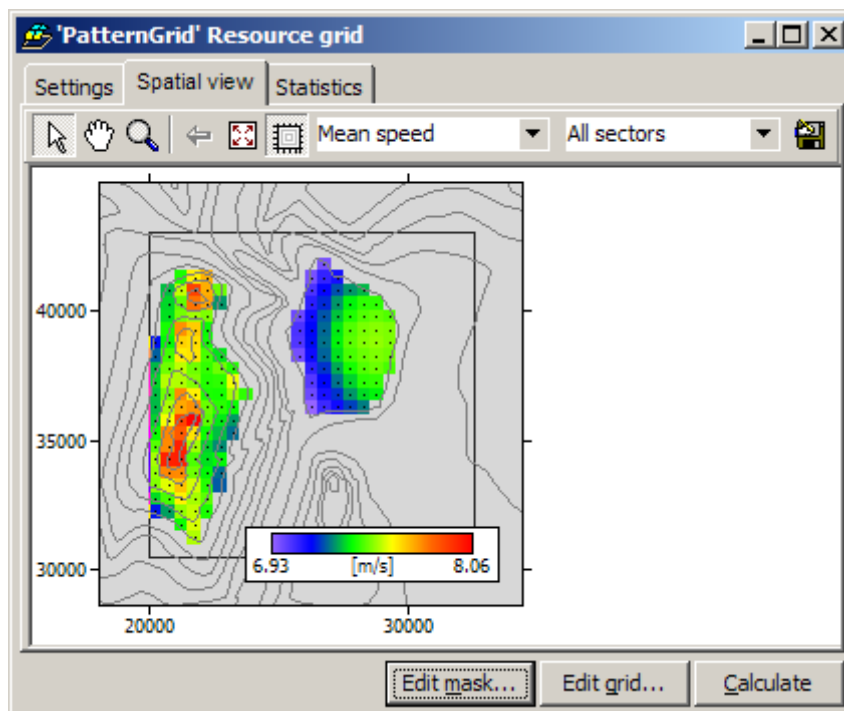 'PatternGrid' Resource grid
Settings Spatial view Statistics
Mean speed All sectors
40000
35000
30000
6.93 [m/s] 8.06
20000 30000
Edit mask... Edit grid... Calculate